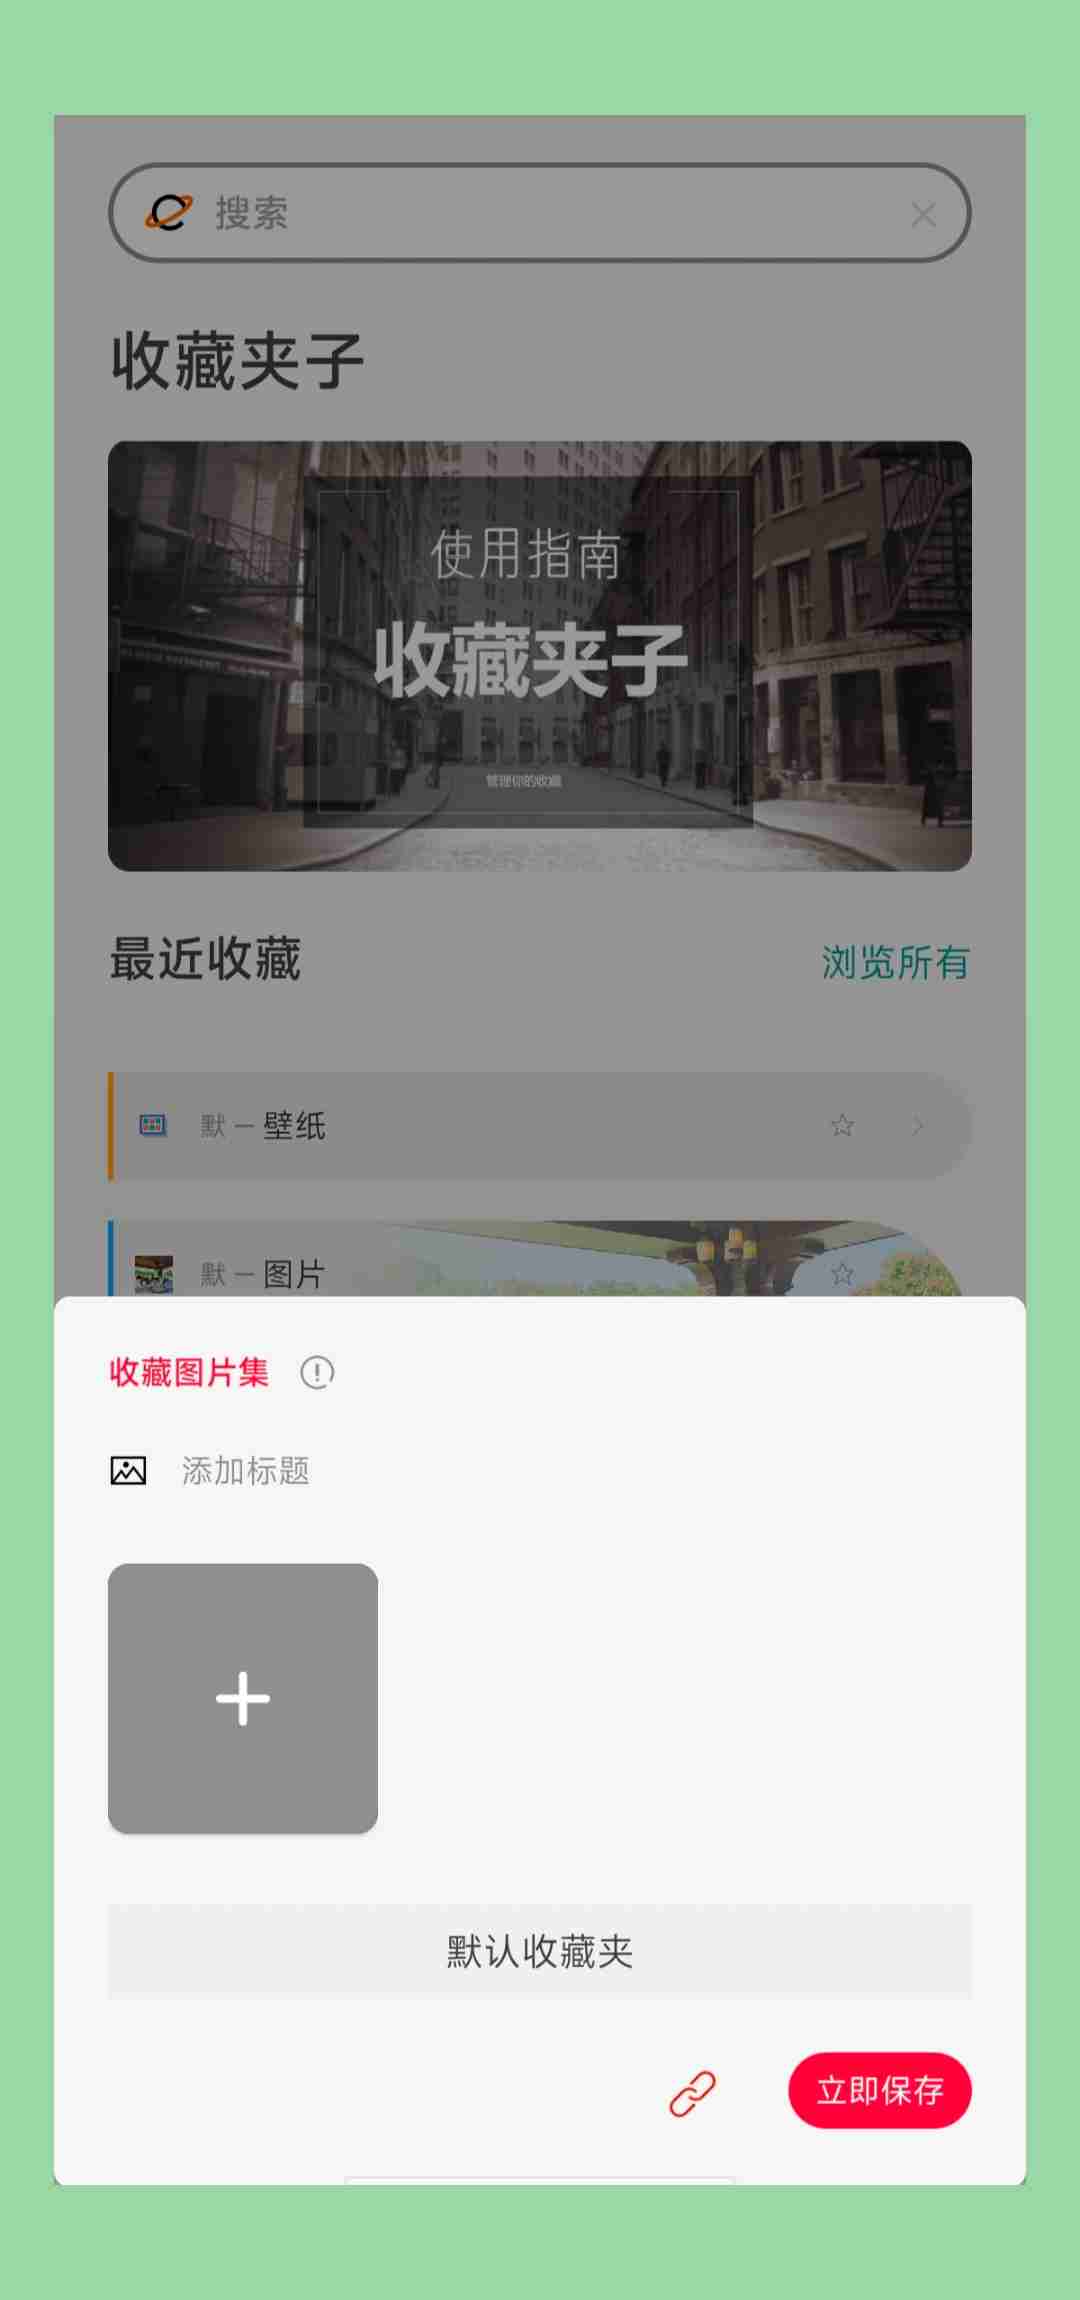 搜索
收藏夹子
使用指南
收藏夹子
管理你的收藏
最近收藏
浏览所有
默 — 壁纸
默 — 图片
收藏图片集
添加标题
默认收藏夹
立即保存